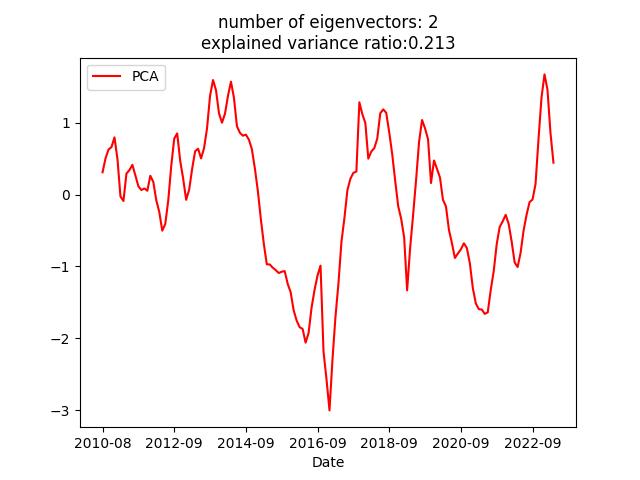 number of eigenvectors: 2
explained variance ratio:0.213
PCA
1
0
−1
−2
−3
2010-08 2012-09 2014-09 2016-09 2018-09 2020-09 2022-09
Date